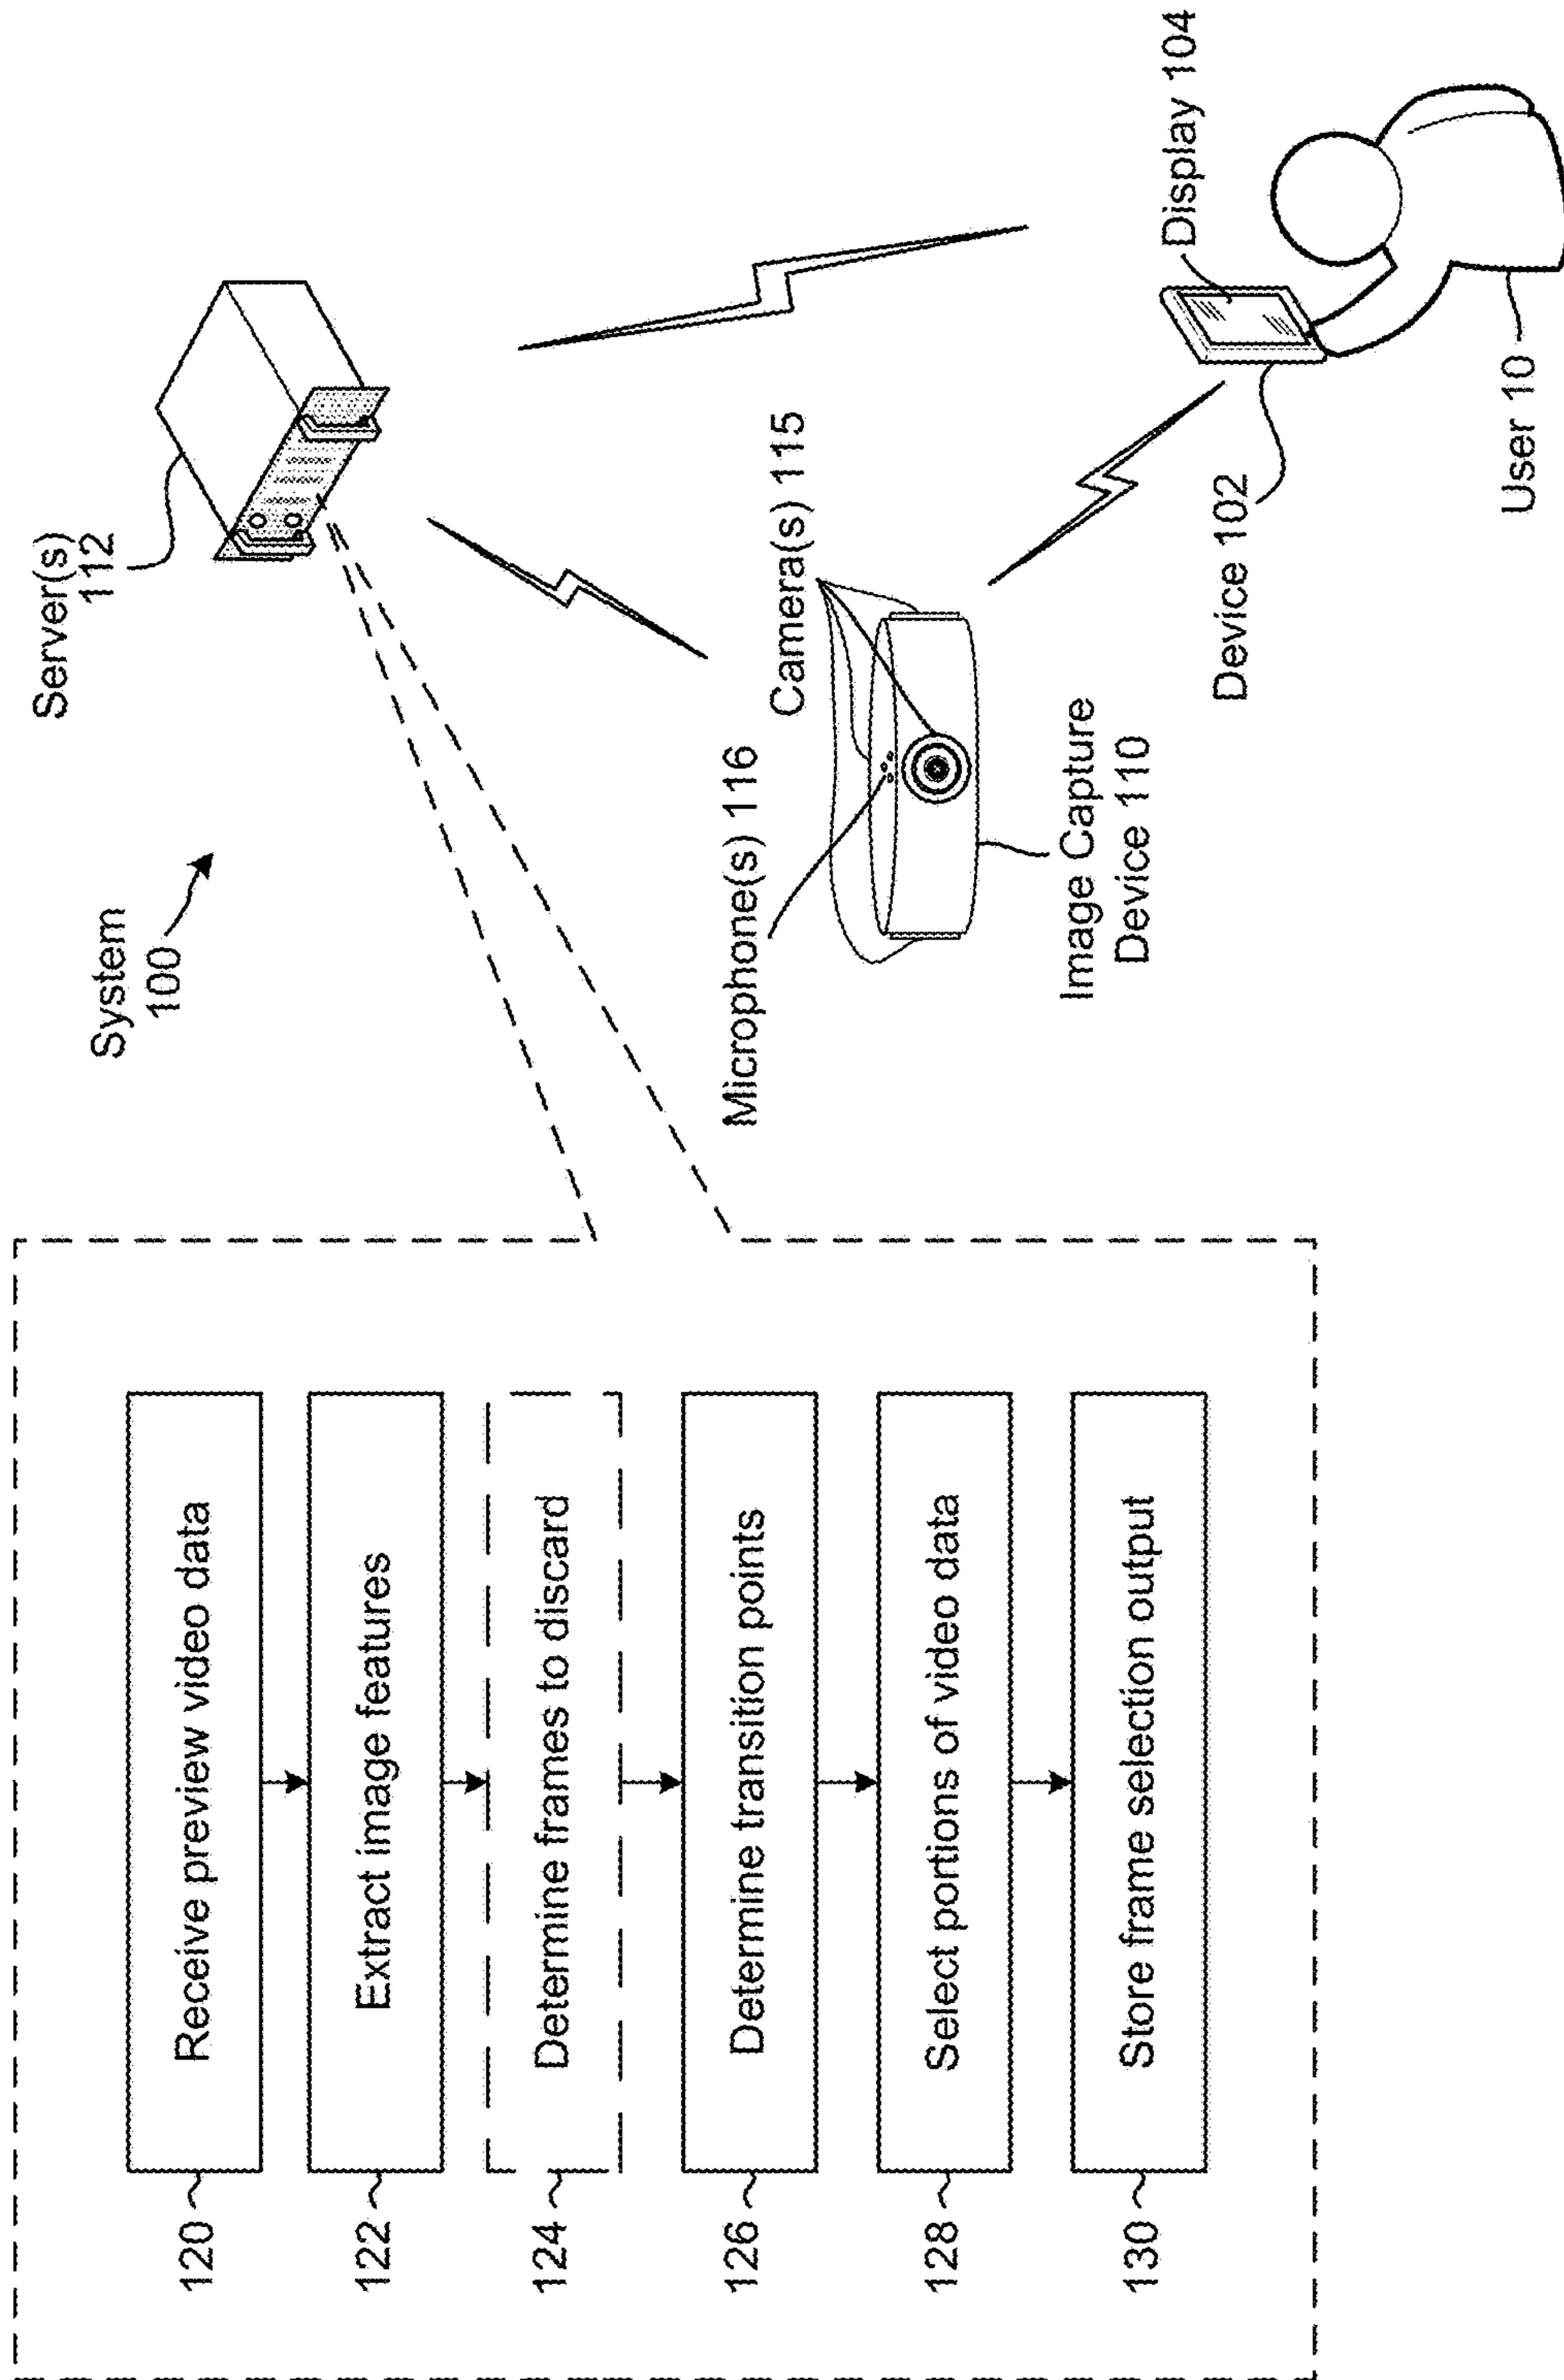 System
100
Server(s)
112
120
Receive preview video data
122
Extract image features
124
Determine frames to discard
126
Determine transition points
128
Select portions of video data
130
Store frame selection output
Microphone(s) 116
Camera(s) 115
Image Capture
Device 110
Display 104
Device 102
User 10